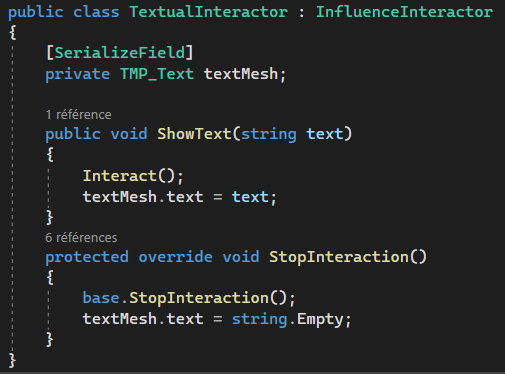 public class TextualInteractor : InfluenceInteractor
{
[SerializeField]
private TMP_Text textMesh;
1 référence
public void ShowText(string text)
{
Interact();
textMesh.text = text;
}
6 références
protected override void StopInteraction()
{
base.StopInteraction();
textMesh.text = string.Empty;
}
}